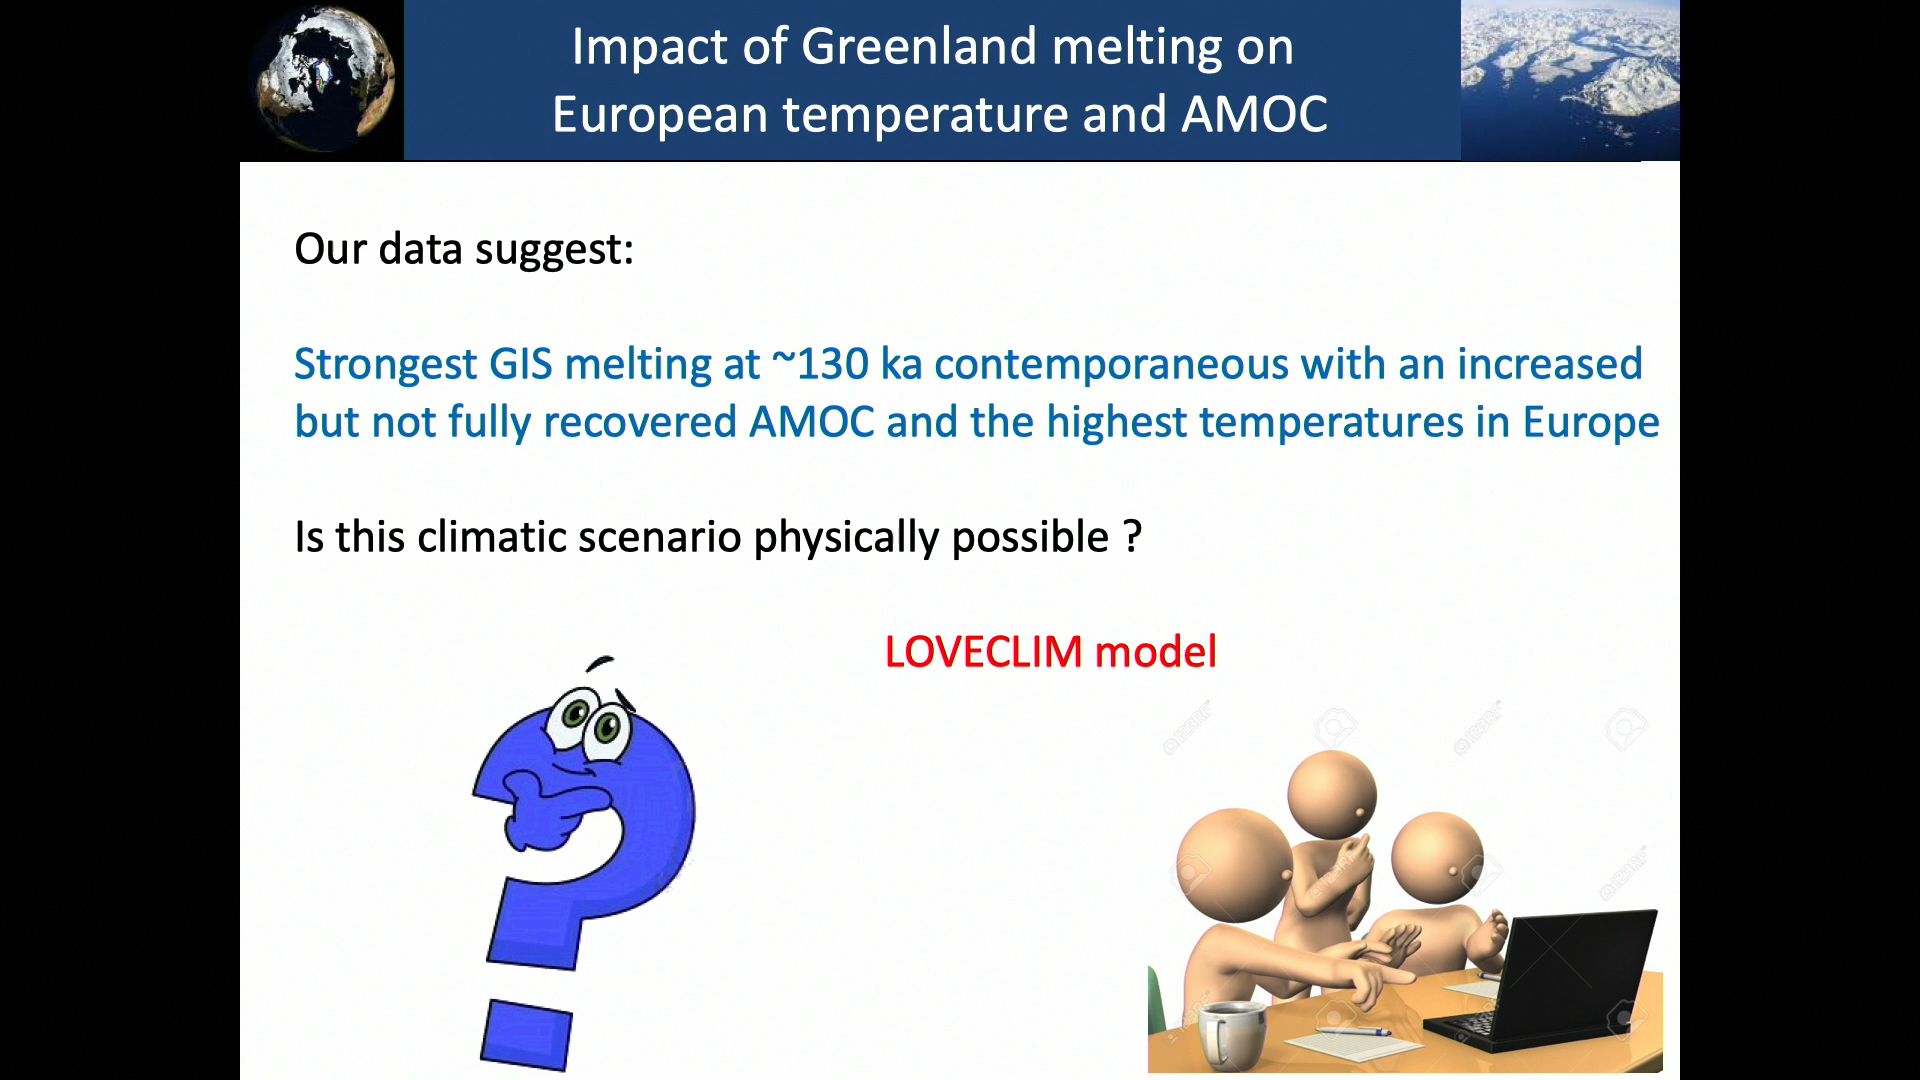 Impact of Greenland melting on
European temperature and AMOC
Our data suggest:
Strongest GIS melting at ~130 ka contemporaneous with an increased
but not fully recovered AMOC and the highest temperatures in Europe
Is this climatic scenario physically possible ?
LOVECLIM model